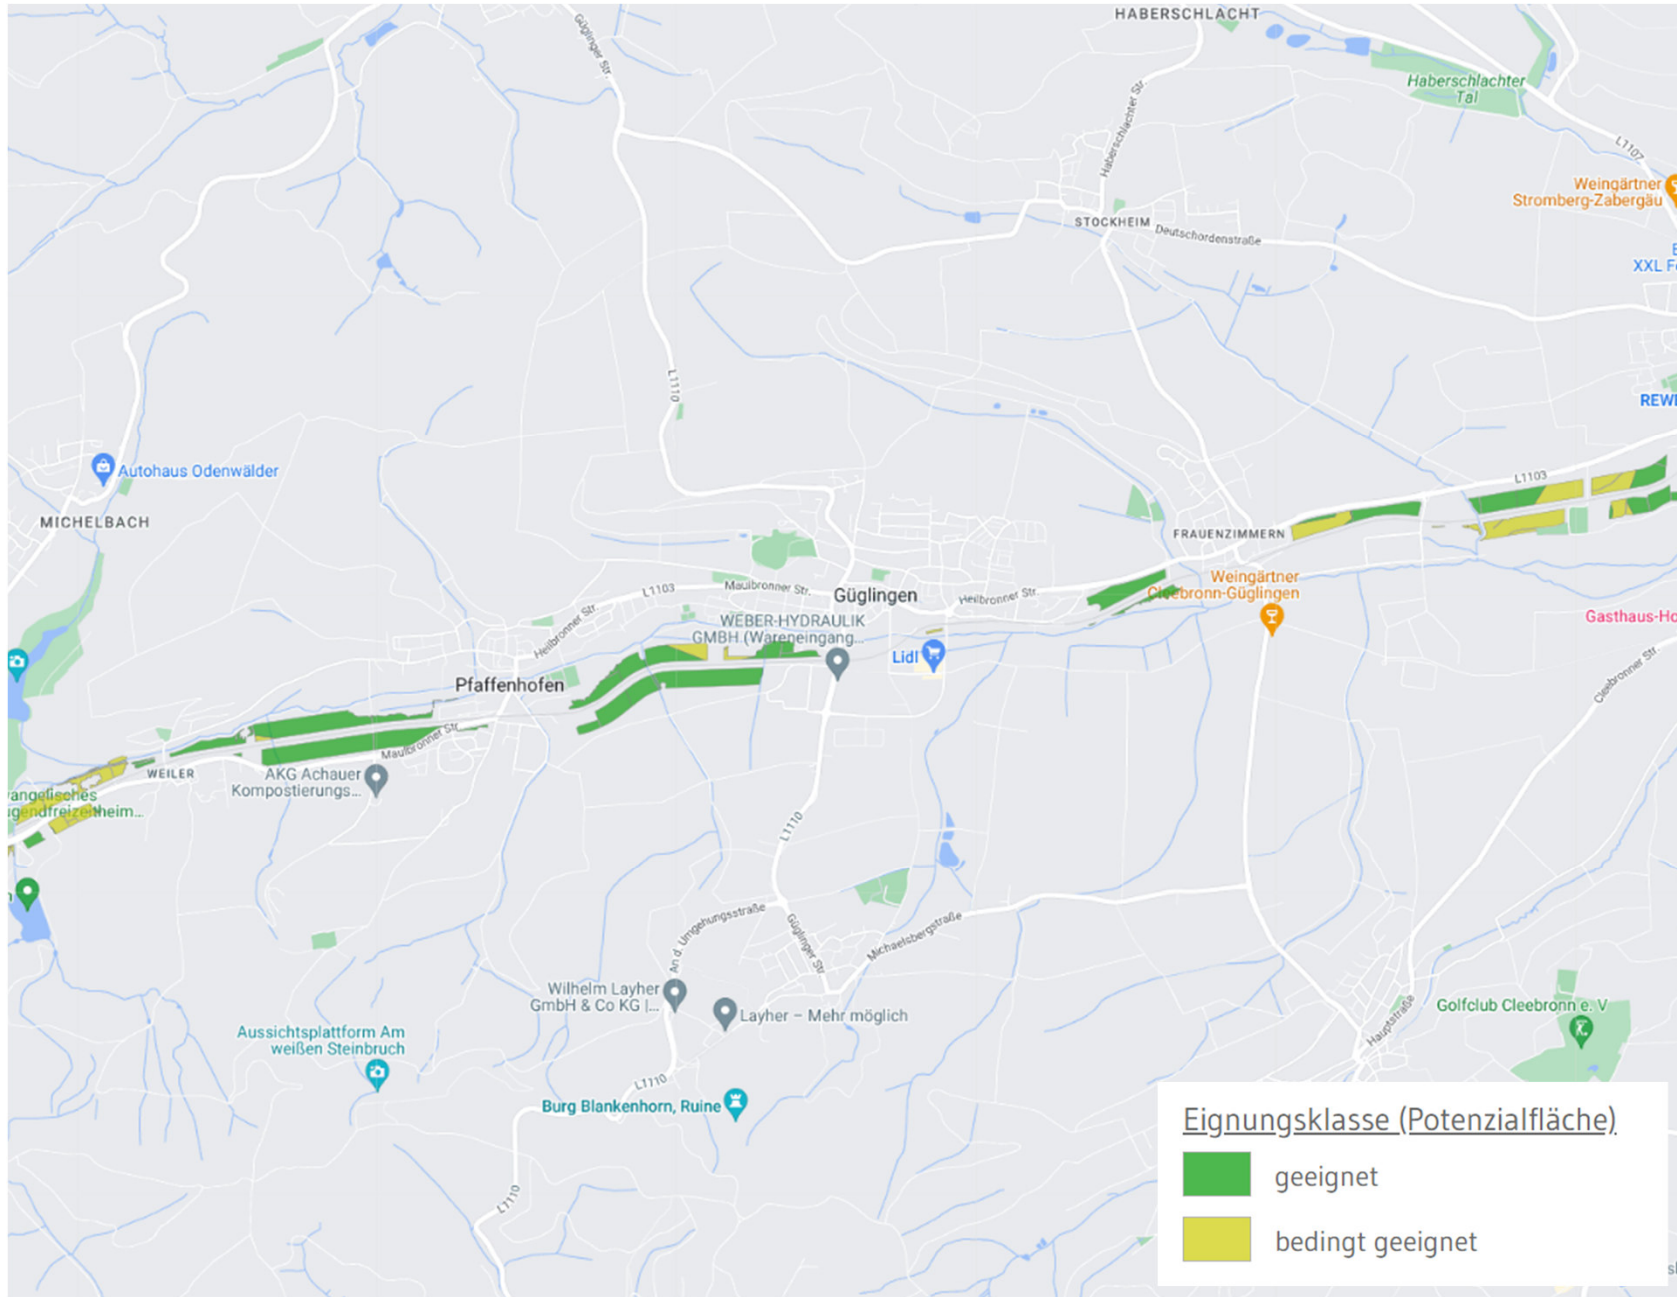 HABERSCHLACHT
Güglinger Str.
Haberschlachter
Tal
Haberschlachter Str.
L1107
Weingärtner
Stromberg-Zabergäu
STOCKHEIM
Deutschordenstraße
XXL
L1110
REWE
Autohaus Odenwälder
MICHELBACH
L1103
FRAUENZIMMERN
Weingärtner
Cleebronn-Güglingen
L1103
Maulbronner Str.
Güglingen
Heilbronner Str.
Heilbronner Str.
WEBER-HYDRAULIK
GMBH (Wareneingang...
Lidl
Gasthaus-Ho
Cleebronner Str.
Pfaffenhofen
Maulbronner Str.
WEILER
AKG Achauer
Kompostierungs...
vangelisches
ugendfreizeitheim...
L1110
An d. Umgehungsstraße
Güglinger Str.
Michaelsbergstraße
Wilhelm Layher
GmbH & Co KG |...
Layher – Mehr möglich
Golfclub Cleebronn e. V
Hauptstraße
Aussichtsplattform Am
weißen Steinbruch
L1110
Burg Blankenhorn, Ruine
L1110
Eignungsklasse (Potenzialfläche)
geeignet
bedingt geeignet